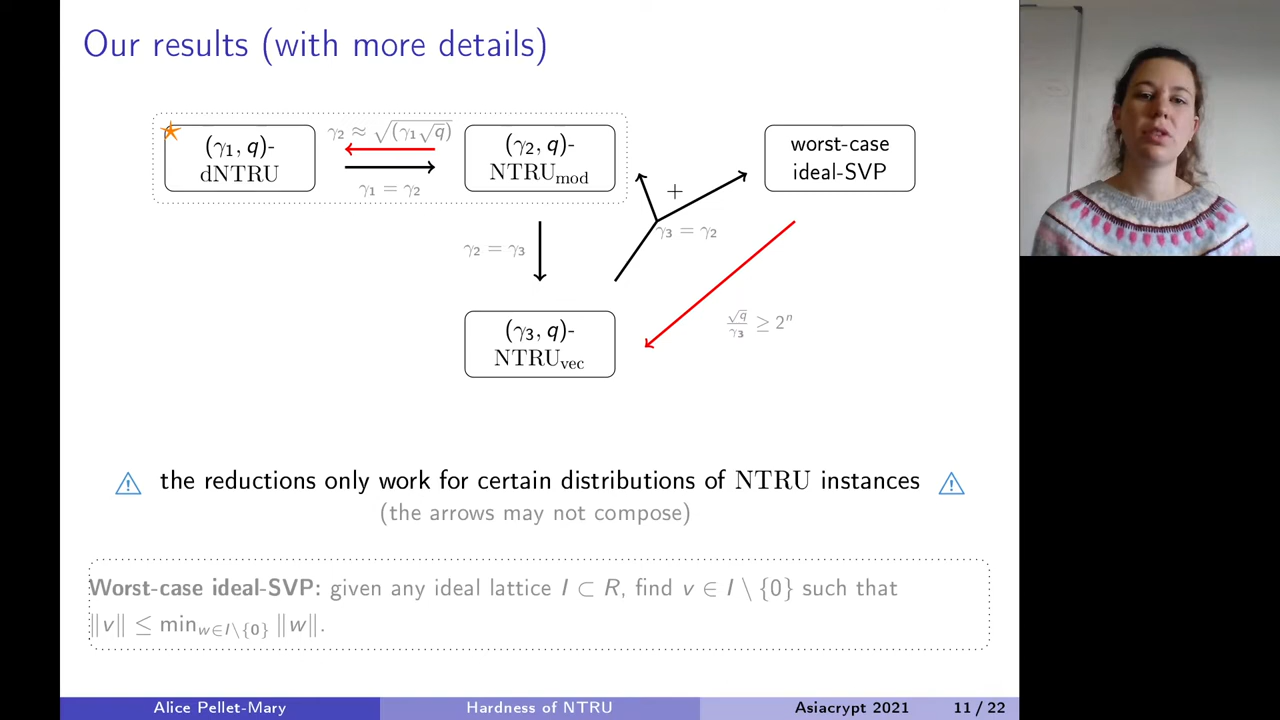 Our results (with more details)
γ₂ ≈ √(γ₁√q)
(γ₁, q)-
dNTRU
(γ₂, q)-
NTRU_mod
worst-case
ideal-SVP
γ₁ = γ₂
+
γ₃ = γ₂
γ₂ = γ₃
√q/γ₃ ≥ 2ⁿ
(γ₃, q)-
NTRU_vec
the reductions only work for certain distributions of NTRU instances
(the arrows may not compose)
Worst-case ideal-SVP: given any ideal lattice I ⊂ R, find v ∈ I \ {0} such that
‖v‖ ≤ min_{w∈I\{0}} ‖w‖.
Alice Pellet-Mary Hardness of NTRU Asiacrypt 2021 11 / 22